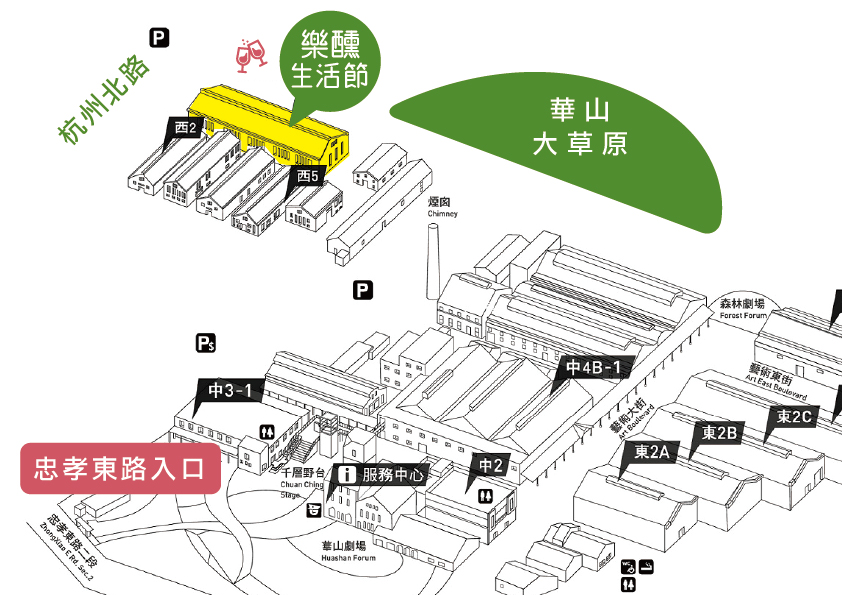 P
樂醺
生活節
杭州北路
華山
大草原
西2
西5
煙囪
Chimney
P
森林劇場
Forest Forum
P$
藝術東街
Art East Boulevard
中4B-1
中3-1
藝術大街
Art Boulevard
東2C
東2B
東2A
忠孝東路入口
千層野台
Chuan Ching
Stage
i 服務中心
中2
忠孝東路二段
ZhongXiao E Rd. Sec.2
華山劇場
Huashan Forum
WC